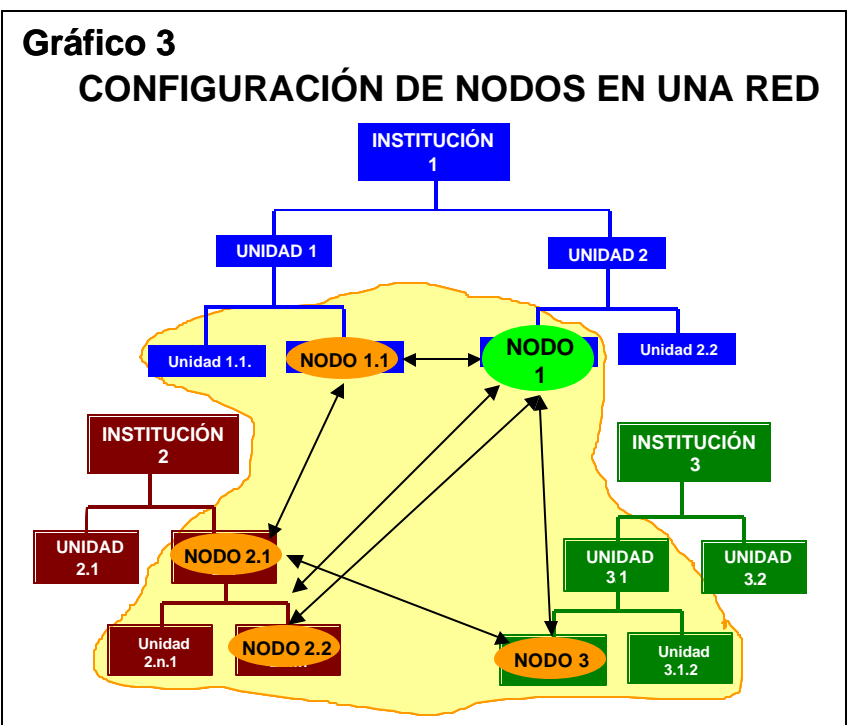 Gráfico 3
CONFIGURACIÓN DE NODOS EN UNA RED
INSTITUCIÓN
1
UNIDAD 1
UNIDAD 2
Unidad 1.1.
NODO 1.1
NODO
1
Unidad 2.2
INSTITUCIÓN
2
INSTITUCIÓN
3
UNIDAD
2.1
NODO 2.1
UNIDAD
3 1
UNIDAD
3.2
Unidad
2.n.1
NODO 2.2
NODO 3
Unidad
3.1.2